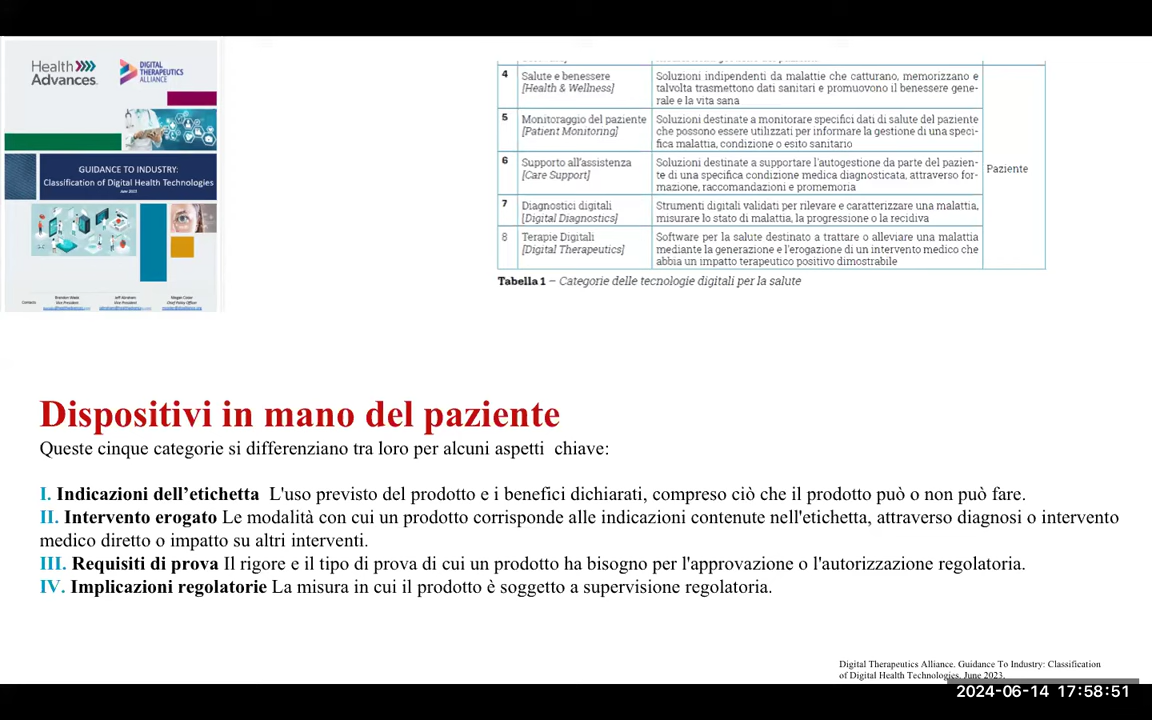 Health Advances
DIGITAL THERAPEUTICS ALLIANCE
GUIDANCE TO INDUSTRY:
Classification of Digital Health Technologies
June 2023
4 Salute e benessere [Health & Wellness] Soluzioni indipendenti da malattie che catturano, memorizzano e
talvolta trasmettono dati sanitari e promuovono il benessere gene-
rale e la vita sana
5 Monitoraggio del paziente [Patient Monitoring] Soluzioni destinate a monitorare specifici dati di salute del paziente
che possono essere utilizzati per informare la gestione di una speci-
fica malattia, condizione o esito sanitario
6 Supporto all'assistenza [Care Support] Soluzioni destinate a supportare l'autogestione da parte del pazien-
te di una specifica condizione medica diagnosticata, attraverso for-
mazione, raccomandazioni e promemoria
Paziente
7 Diagnostici digitali [Digital Diagnostics] Strumenti digitali validati per rilevare e caratterizzare una malattia,
misurare lo stato di malattia, la progressione o la recidiva
8 Terapie Digitali [Digital Therapeutics] Software per la salute destinato a trattare o alleviare una malattia
mediante la generazione e l'erogazione di un intervento medico che
abbia un impatto terapeutico positivo dimostrabile
Tabella 1 – Categorie delle tecnologie digitali per la salute
Dispositivi in mano del paziente
Queste cinque categorie si differenziano tra loro per alcuni aspetti chiave:
I. Indicazioni dell'etichetta L'uso previsto del prodotto e i benefici dichiarati, compreso ciò che il prodotto può o non può fare.
II. Intervento erogato Le modalità con cui un prodotto corrisponde alle indicazioni contenute nell'etichetta, attraverso diagnosi o intervento
medico diretto o impatto su altri interventi.
III. Requisiti di prova Il rigore e il tipo di prova di cui un prodotto ha bisogno per l'approvazione o l'autorizzazione regolatoria.
IV. Implicazioni regolatorie La misura in cui il prodotto è soggetto a supervisione regolatoria.
Digital Therapeutics Alliance. Guidance To Industry: Classification
of Digital Health Technologies. June 2023.
2024-06-14 17:58:51